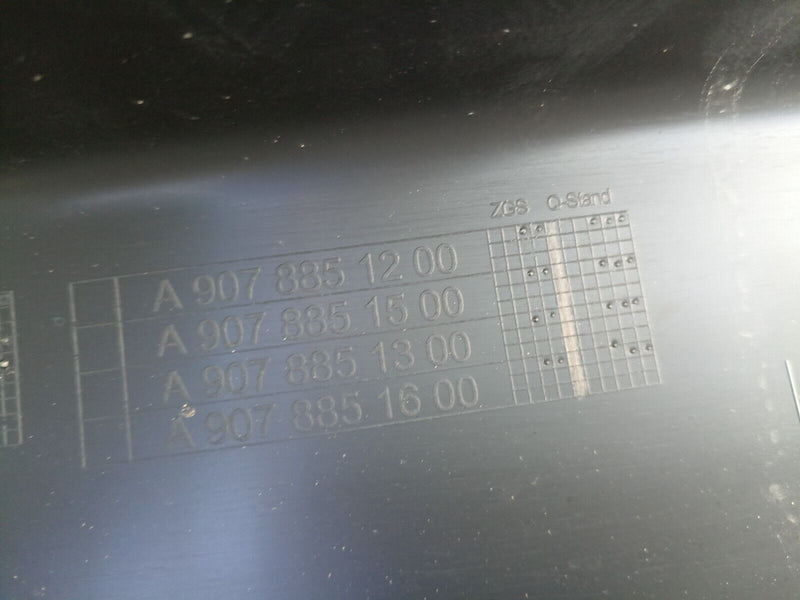 ZGS Q-Stand
A 907 885 12 00
A 907 885 15 00
A 907 885 13 00
A 907 885 16 00